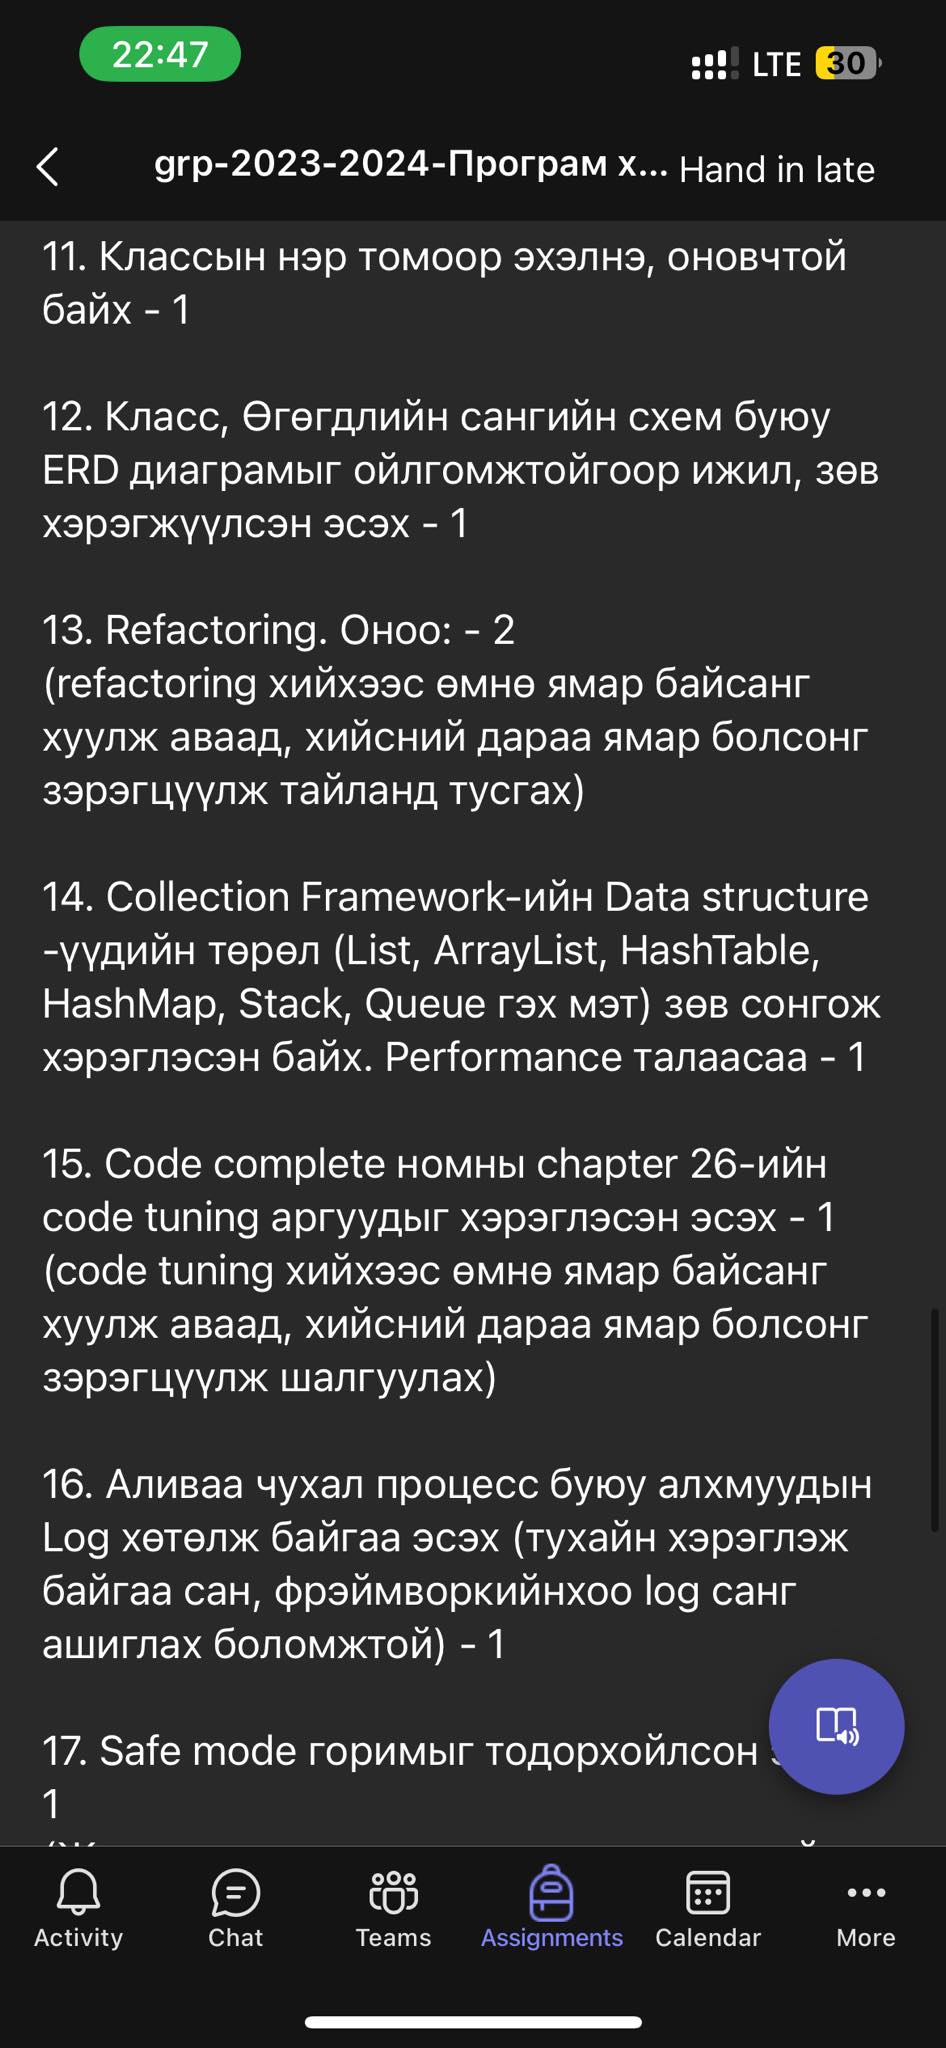 22:47
LTE 30
grp-2023-2024-Програм х... Hand in late
11. Классын нэр томоор эхэлнэ, оновчтой
байх - 1
12. Класс, Өгөгдлийн сангийн схем буюу
ERD диаграмыг ойлгомжтойгоор ижил, зөв
хэрэгжүүлсэн эсэх - 1
13. Refactoring. Оноо: - 2
(refactoring хийхээс өмнө ямар байсанг
хуулж аваад, хийсний дараа ямар болсонг
зэрэгцүүлж тайланд тусгах)
14. Collection Framework-ийн Data structure
-үүдийн төрөл (List, ArrayList, HashTable,
HashMap, Stack, Queue гэх мэт) зөв сонгож
хэрэглэсэн байх. Performance талаасаа - 1
15. Code complete номны chapter 26-ийн
code tuning аргуудыг хэрэглэсэн эсэх - 1
(code tuning хийхээс өмнө ямар байсанг
хуулж аваад, хийсний дараа ямар болсонг
зэрэгцүүлж шалгуулах)
16. Аливаа чухал процесс буюу алхмуудын
Log хөтөлж байгаа эсэх (тухайн хэрэглэж
байгаа сан, фрэймворкийнхоо log санг
ашиглах боломжтой) - 1
17. Safe mode горимыг тодорхойлсон
1
Activity
Chat
Teams
Assignments
Calendar
More